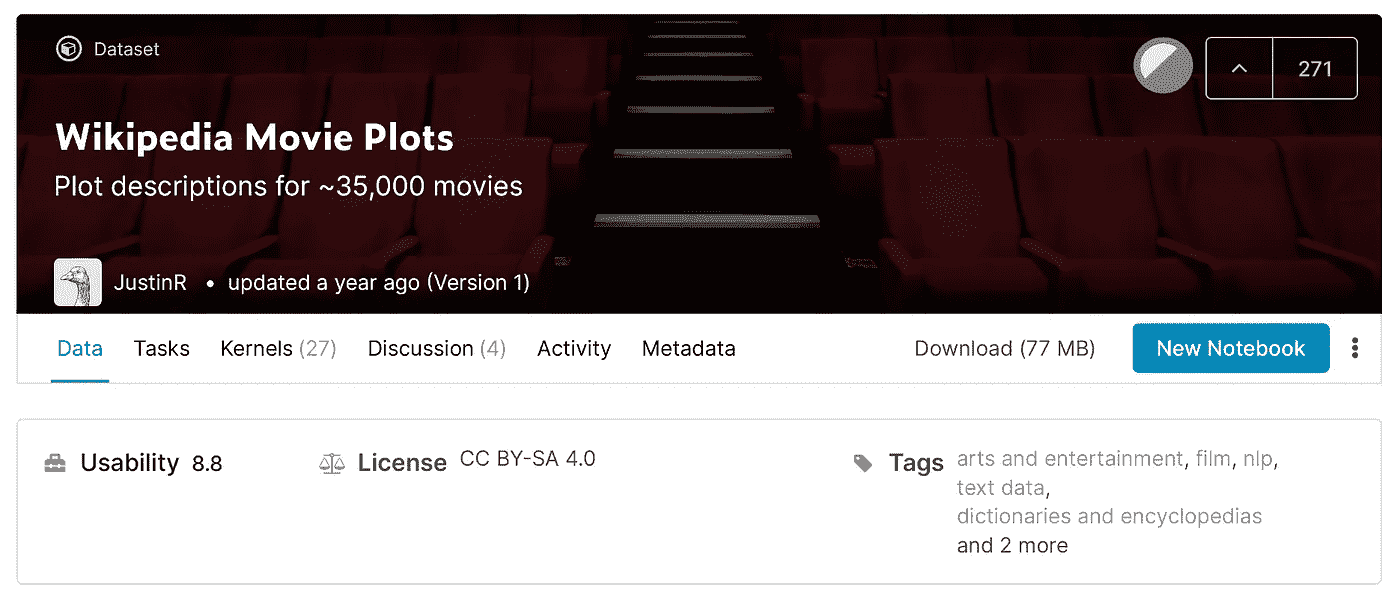 Dataset
271
Wikipedia Movie Plots
Plot descriptions for ~35,000 movies
JustinR • updated a year ago (Version 1)
Data Tasks Kernels (27) Discussion (4) Activity Metadata Download (77 MB) New Notebook
Usability 8.8 License CC BY-SA 4.0 Tags arts and entertainment, film, nlp,
text data,
dictionaries and encyclopedias
and 2 more